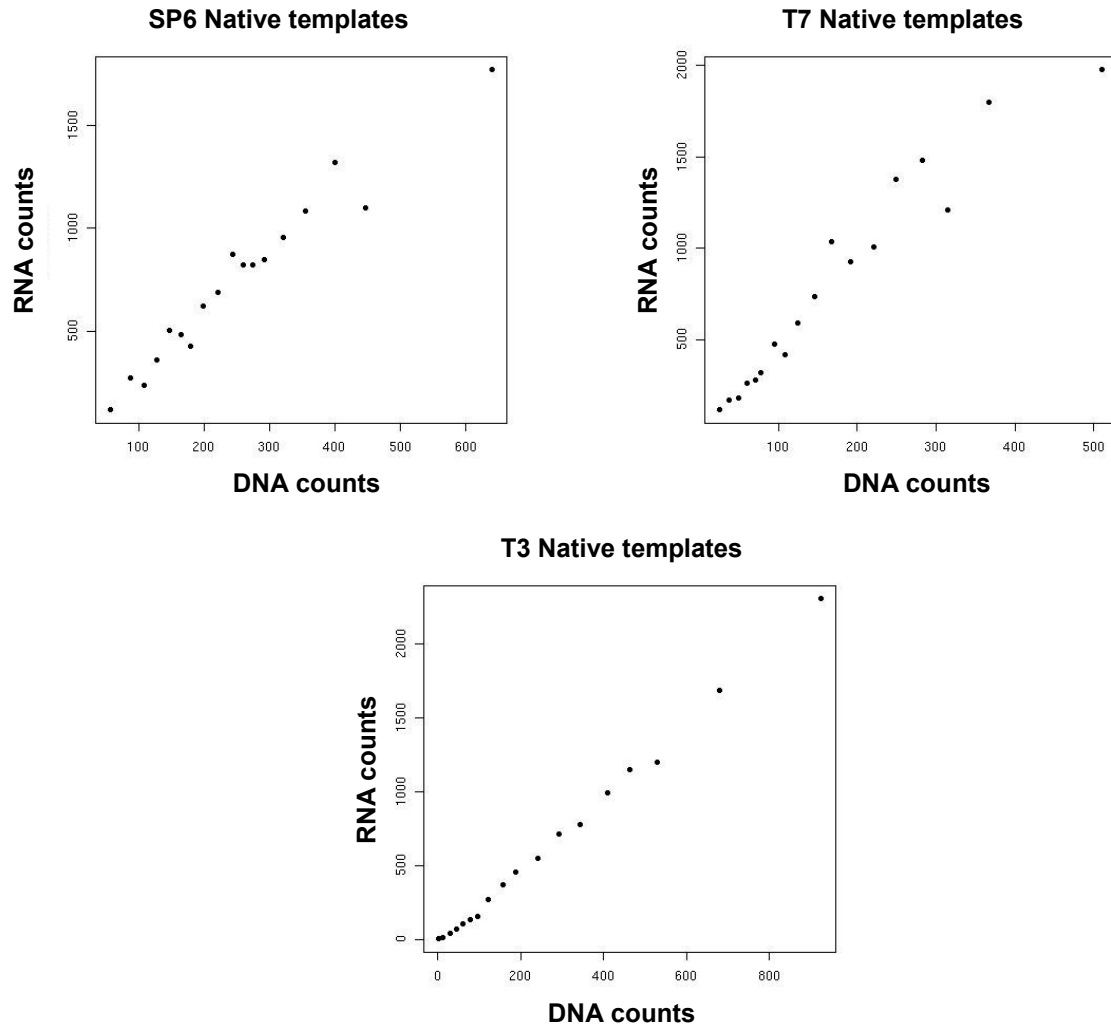 SP6 Native templates
RNA counts
1500
1000
500
100 200 300 400 500 600
DNA counts
T7 Native templates
RNA counts
2000
1500
1000
500
100 200 300 400 500
DNA counts
T3 Native templates
RNA counts
2000
1500
1000
500
0
0 200 400 600 800
DNA counts